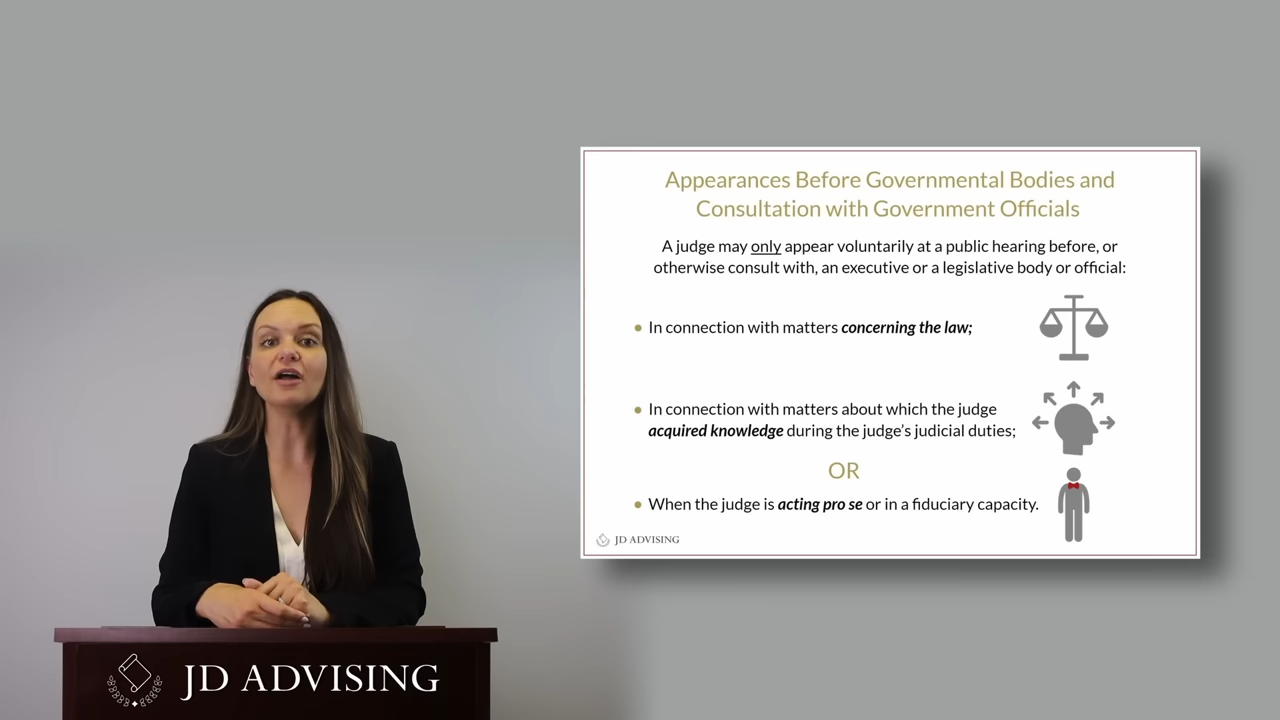 Appearances Before Governmental Bodies and
Consultation with Government Officials
A judge may only appear voluntarily at a public hearing before, or
otherwise consult with, an executive or a legislative body or official:
• In connection with matters concerning the law;
• In connection with matters about which the judge
acquired knowledge during the judge's judicial duties;
OR
• When the judge is acting pro se or in a fiduciary capacity.
JD ADVISING
JD ADVISING